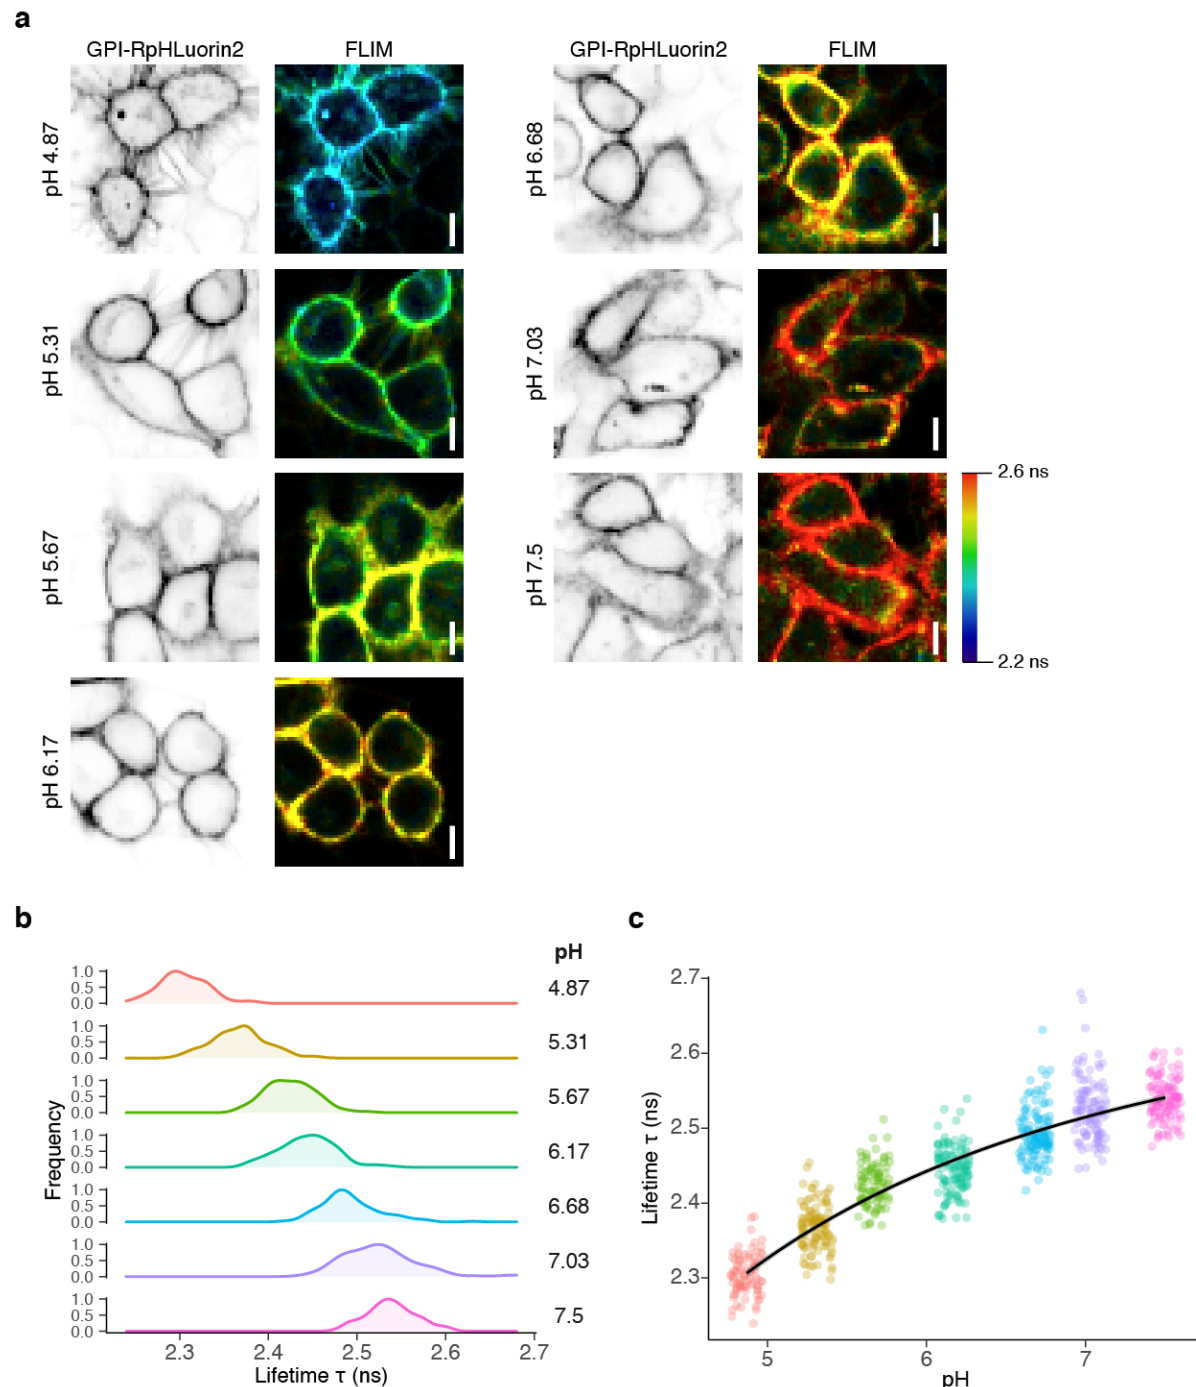 a
GPI-RpHLuorin2 FLIM GPI-RpHLuorin2 FLIM
pH 4.87
pH 6.68
pH 5.31
pH 7.03
pH 5.67
pH 7.5
2.6 ns
2.2 ns
pH 6.17
b
pH
Frequency
1.0
0.5
0.0
4.87
1.0
0.5
0.0
5.31
1.0
0.5
0.0
5.67
1.0
0.5
0.0
6.17
1.0
0.5
0.0
6.68
1.0
0.5
0.0
7.03
1.0
0.5
0.0
7.5
2.3 2.4 2.5 2.6 2.7
Lifetime τ (ns)
c
Lifetime τ (ns)
2.7
2.6
2.5
2.4
2.3
5 6 7
pH